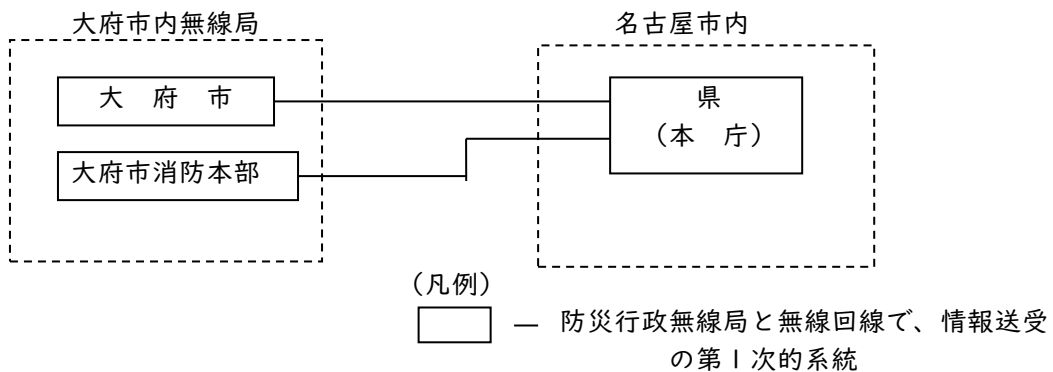 大府市内無線局
名古屋市内
大　府　市
県
（本　庁）
大府市消防本部
（凡例）
― 防災行政無線局と無線回線で、情報送受
の第１次的系統